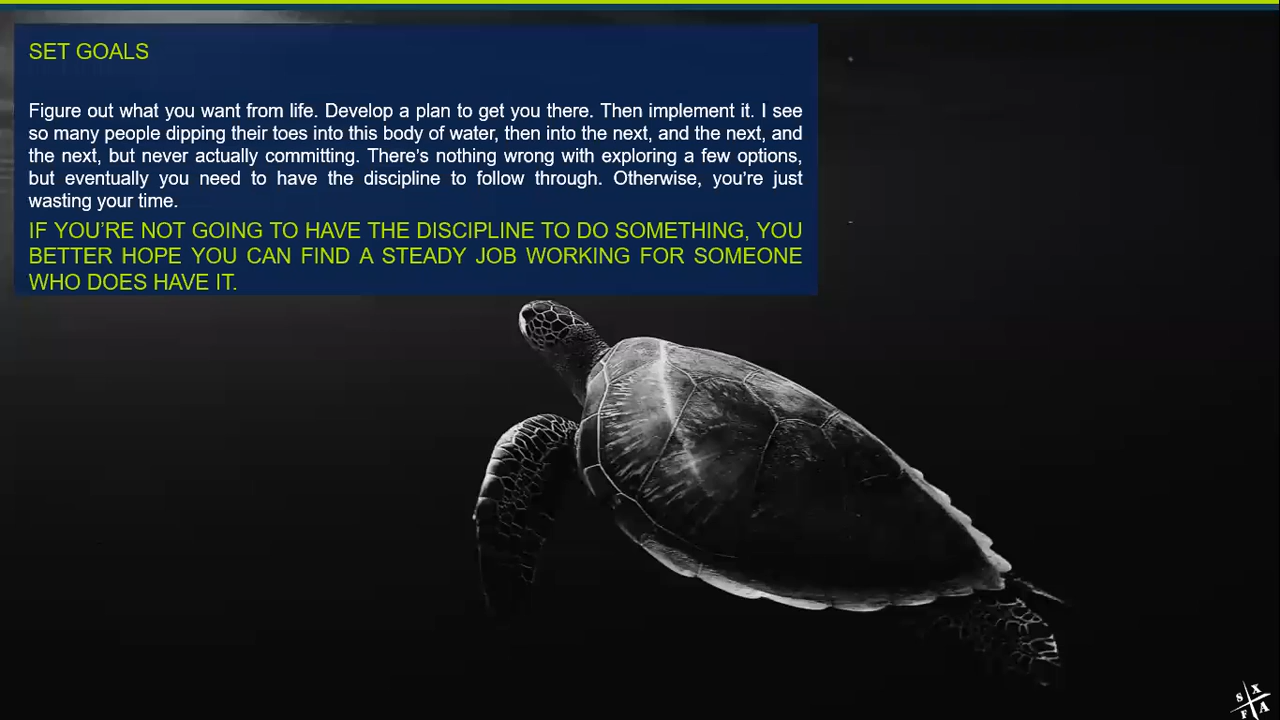 SET GOALS
Figure out what you want from life. Develop a plan to get you there. Then implement it. I see
so many people dipping their toes into this body of water, then into the next, and the next, and
the next, but never actually committing. There's nothing wrong with exploring a few options,
but eventually you need to have the discipline to follow through. Otherwise, you're just
wasting your time.
IF YOU'RE NOT GOING TO HAVE THE DISCIPLINE TO DO SOMETHING, YOU
BETTER HOPE YOU CAN FIND A STEADY JOB WORKING FOR SOMEONE
WHO DOES HAVE IT.
S X
F A